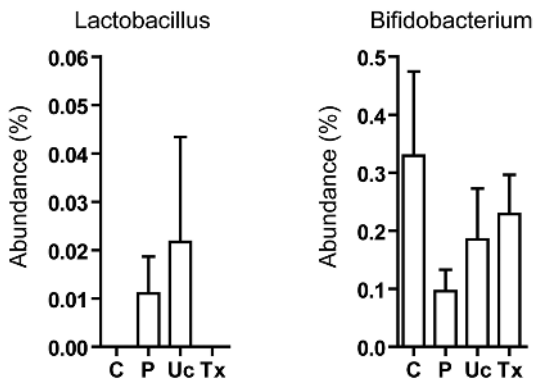 Lactobacillus
Abundance (%)
0.06
0.05
0.04
0.03
0.02
0.01
0.00
C P Uc Tx
Bifidobacterium
Abundance (%)
0.5
0.4
0.3
0.2
0.1
0.0
C P Uc Tx